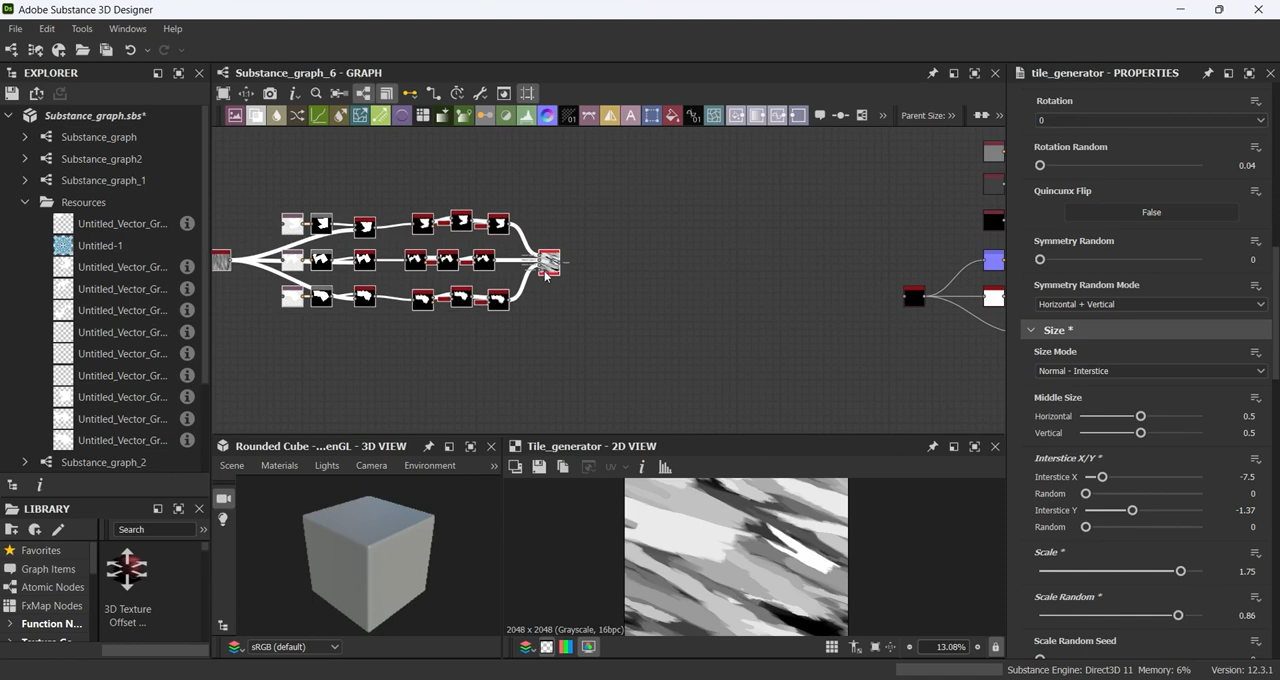 Adobe Substance 3D Designer
File Edit Tools Windows Help
EXPLORER
Substance_graph_6 - GRAPH
tile_generator - PROPERTIES
Parent Size: >>
Substance_graph.sbs*
Substance_graph
Substance_graph2
Substance_graph_1
Resources
Untitled_Vector_Gr...
Untitled-1
Untitled_Vector_Gr...
Untitled_Vector_Gr...
Untitled_Vector_Gr...
Untitled_Vector_Gr...
Untitled_Vector_Gr...
Untitled_Vector_Gr...
Untitled_Vector_Gr...
Untitled_Vector_Gr...
Untitled_Vector_Gr...
Substance_graph_2
LIBRARY
Search
Favorites
Graph Items
Atomic Nodes
FxMap Nodes
Function N...
3D Texture
Offset ...
Rounded Cube -...enGL - 3D VIEW
Scene Materials Lights Camera Environment
sRGB (default)
Tile_generator - 2D VIEW
UV
2048 x 2048 (Grayscale, 16bpc)
13.08%
Rotation
0
Rotation Random
0.04
Quincunx Flip
False
Symmetry Random
0
Symmetry Random Mode
Horizontal + Vertical
Size *
Size Mode
Normal - Interstice
Middle Size
Horizontal 0.5
Vertical 0.5
Interstice X/Y *
Interstice X -7.5
Random 0
Interstice Y -1.37
Random 0
Scale *
1.75
Scale Random *
0.86
Scale Random Seed
Substance Engine: Direct3D 11 Memory: 6% Version: 12.3.1